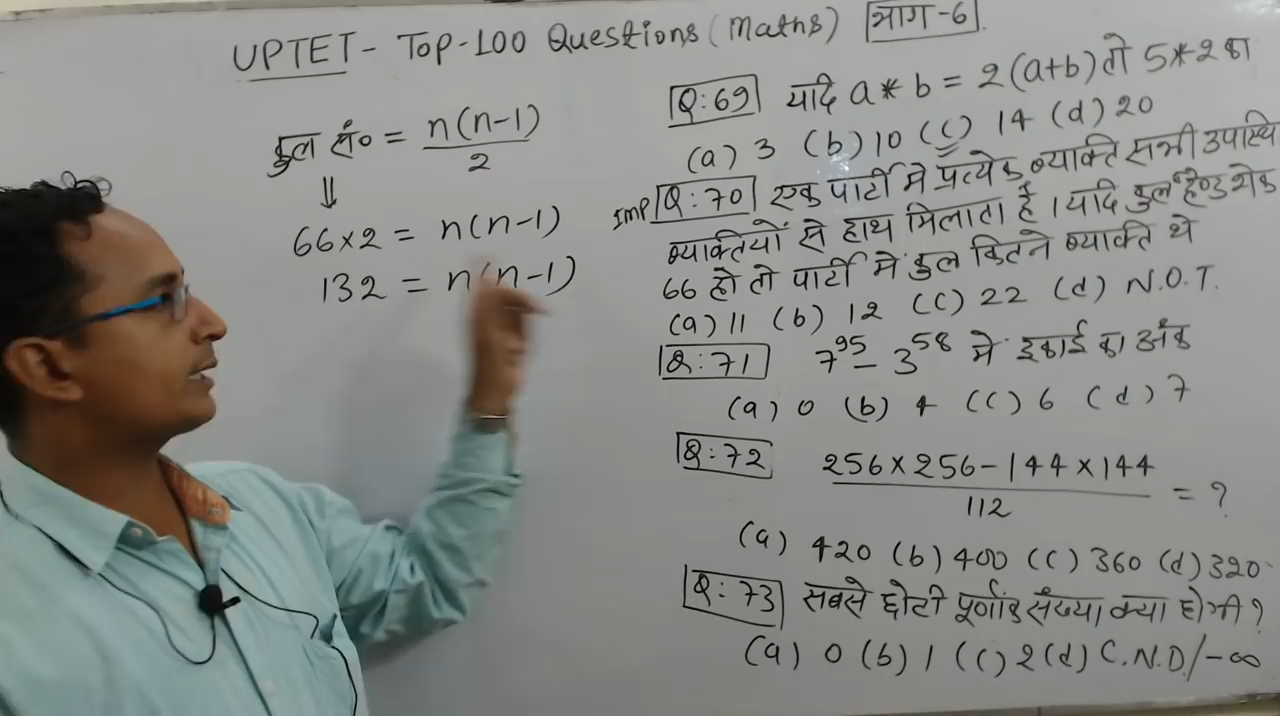 UPTET - Top-100 Questions (Maths) भाग-6
कुल सं० = n(n-1)/2
⇓
66×2 = n(n-1)
132 = n(n-1)
Q:69 यदि a * b = 2(a+b) तो 5*2 का
(a) 3 (b) 10 (c) 14 (d) 20
Imp Q:70 एक पार्टी मे प्रत्येक व्यक्ति सभी उपस्थि
व्यक्तियों से हाथ मिलाता है। यदि कुल हैण्ड शेक
66 हो तो पार्टी मे कुल कितने व्यक्ति थे
(a) 11 (b) 12 (c) 22 (d) N.O.T.
Q:71 7^95 - 3^58 मे इकाई का अंक
(a) 0 (b) 4 (c) 6 (d) 7
Q:72 256×256-144×144/112 = ?
(a) 420 (b) 400 (c) 360 (d) 320
Q:73 सबसे छोटी पूर्णांक संख्या क्या होगी?
(a) 0 (b) 1 (c) 2 (d) C.N.D./-∞